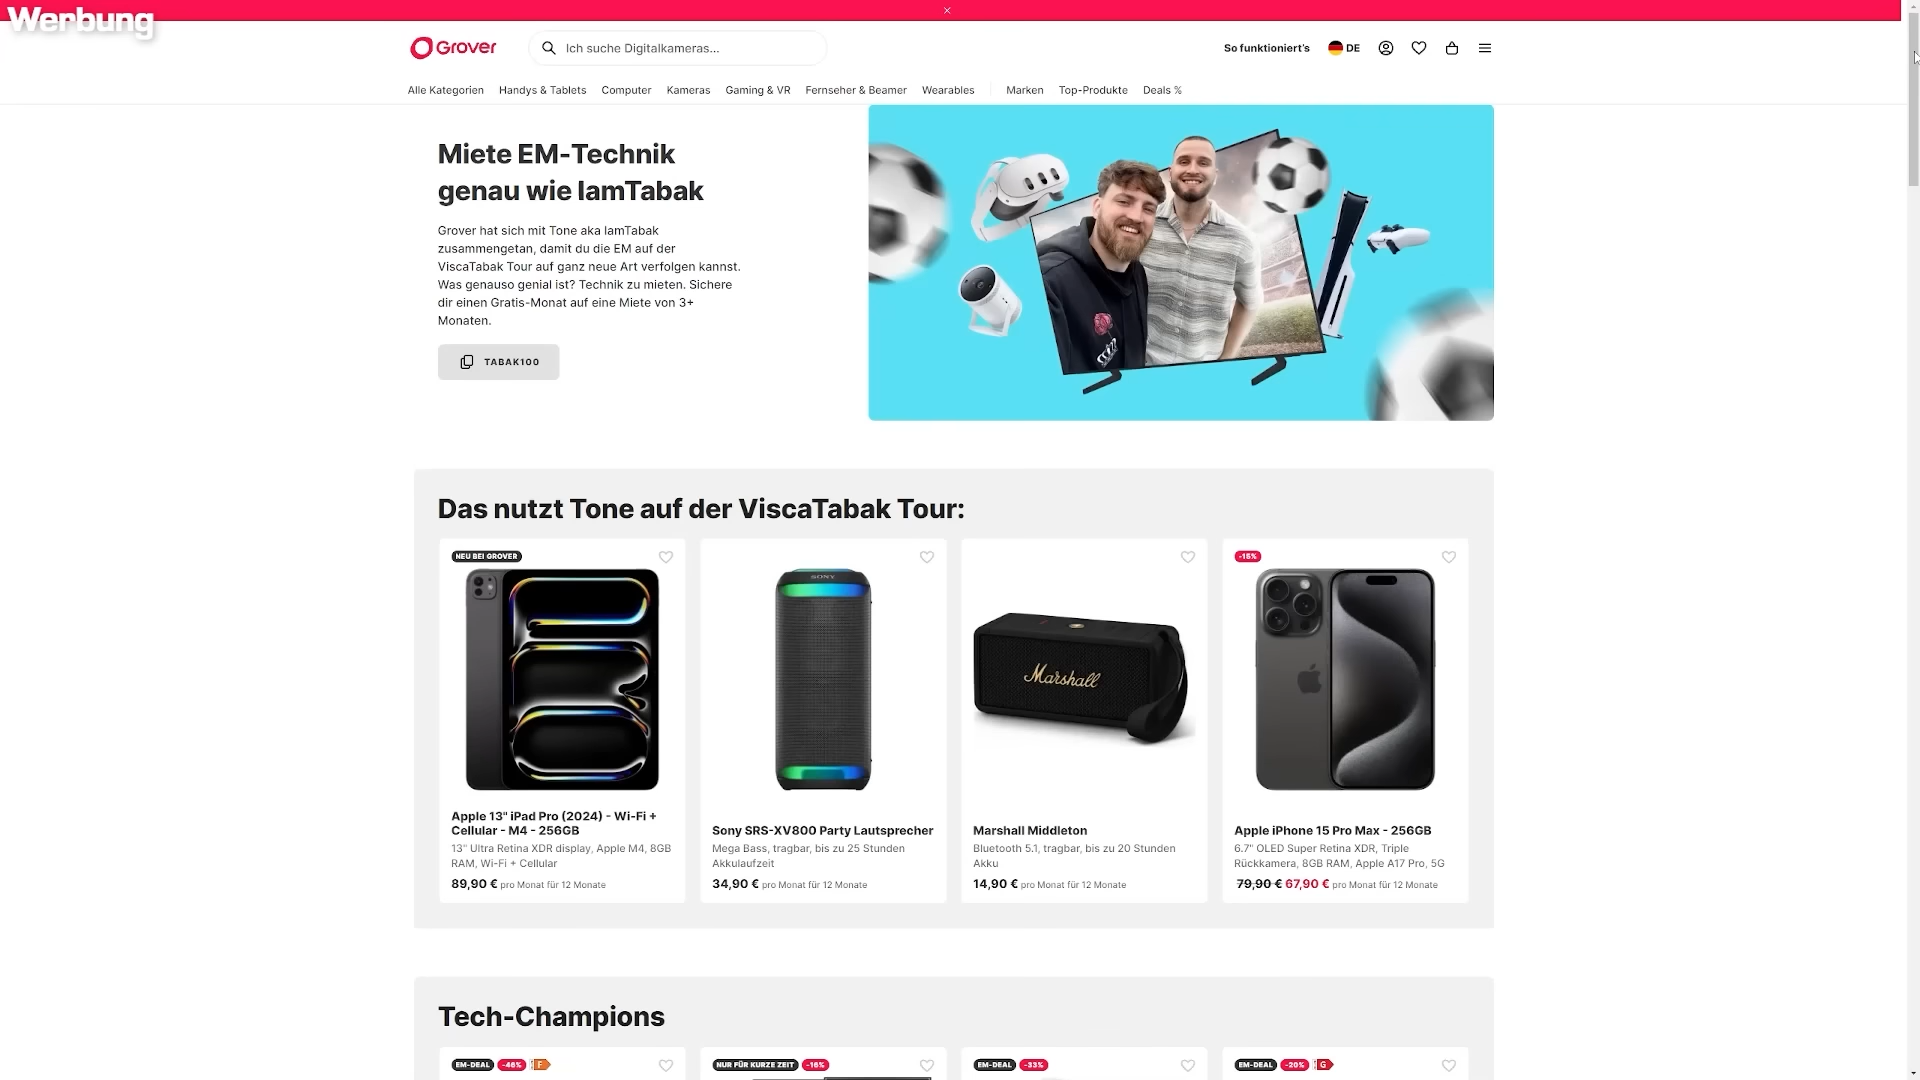 Werbung
Grover
Ich suche Digitalkameras...
So funktioniert's
DE
Alle Kategorien
Handys & Tablets
Computer
Kameras
Gaming & VR
Fernseher & Beamer
Wearables
Marken
Top-Produkte
Deals %
Miete EM-Technik
genau wie IamTabak
Grover hat sich mit Tone aka IamTabak
zusammengetan, damit du die EM auf der
ViscaTabak Tour auf ganz neue Art verfolgen kannst.
Was genauso genial ist? Technik zu mieten. Sichere
dir einen Gratis-Monat auf eine Miete von 3+
Monaten.
TABAK100
Das nutzt Tone auf der ViscaTabak Tour:
NEU BEI GROVER
Apple 13" iPad Pro (2024) - Wi-Fi +
Cellular - M4 - 256GB
13" Ultra Retina XDR display, Apple M4, 8GB
RAM, Wi-Fi + Cellular
89,90 € pro Monat für 12 Monate
SONY
Sony SRS-XV800 Party Lautsprecher
Mega Bass, tragbar, bis zu 25 Stunden
Akkulaufzeit
34,90 € pro Monat für 12 Monate
Marshall
Marshall Middleton
Bluetooth 5.1, tragbar, bis zu 20 Stunden
Akku
14,90 € pro Monat für 12 Monate
-15%
Apple iPhone 15 Pro Max - 256GB
6.7" OLED Super Retina XDR, Triple
Rückkamera, 8GB RAM, Apple A17 Pro, 5G
79,90 € 67,90 € pro Monat für 12 Monate
Tech-Champions
EM-DEAL -46% F
NUR FÜR KURZE ZEIT -16%
EM-DEAL -33%
EM-DEAL -20% G